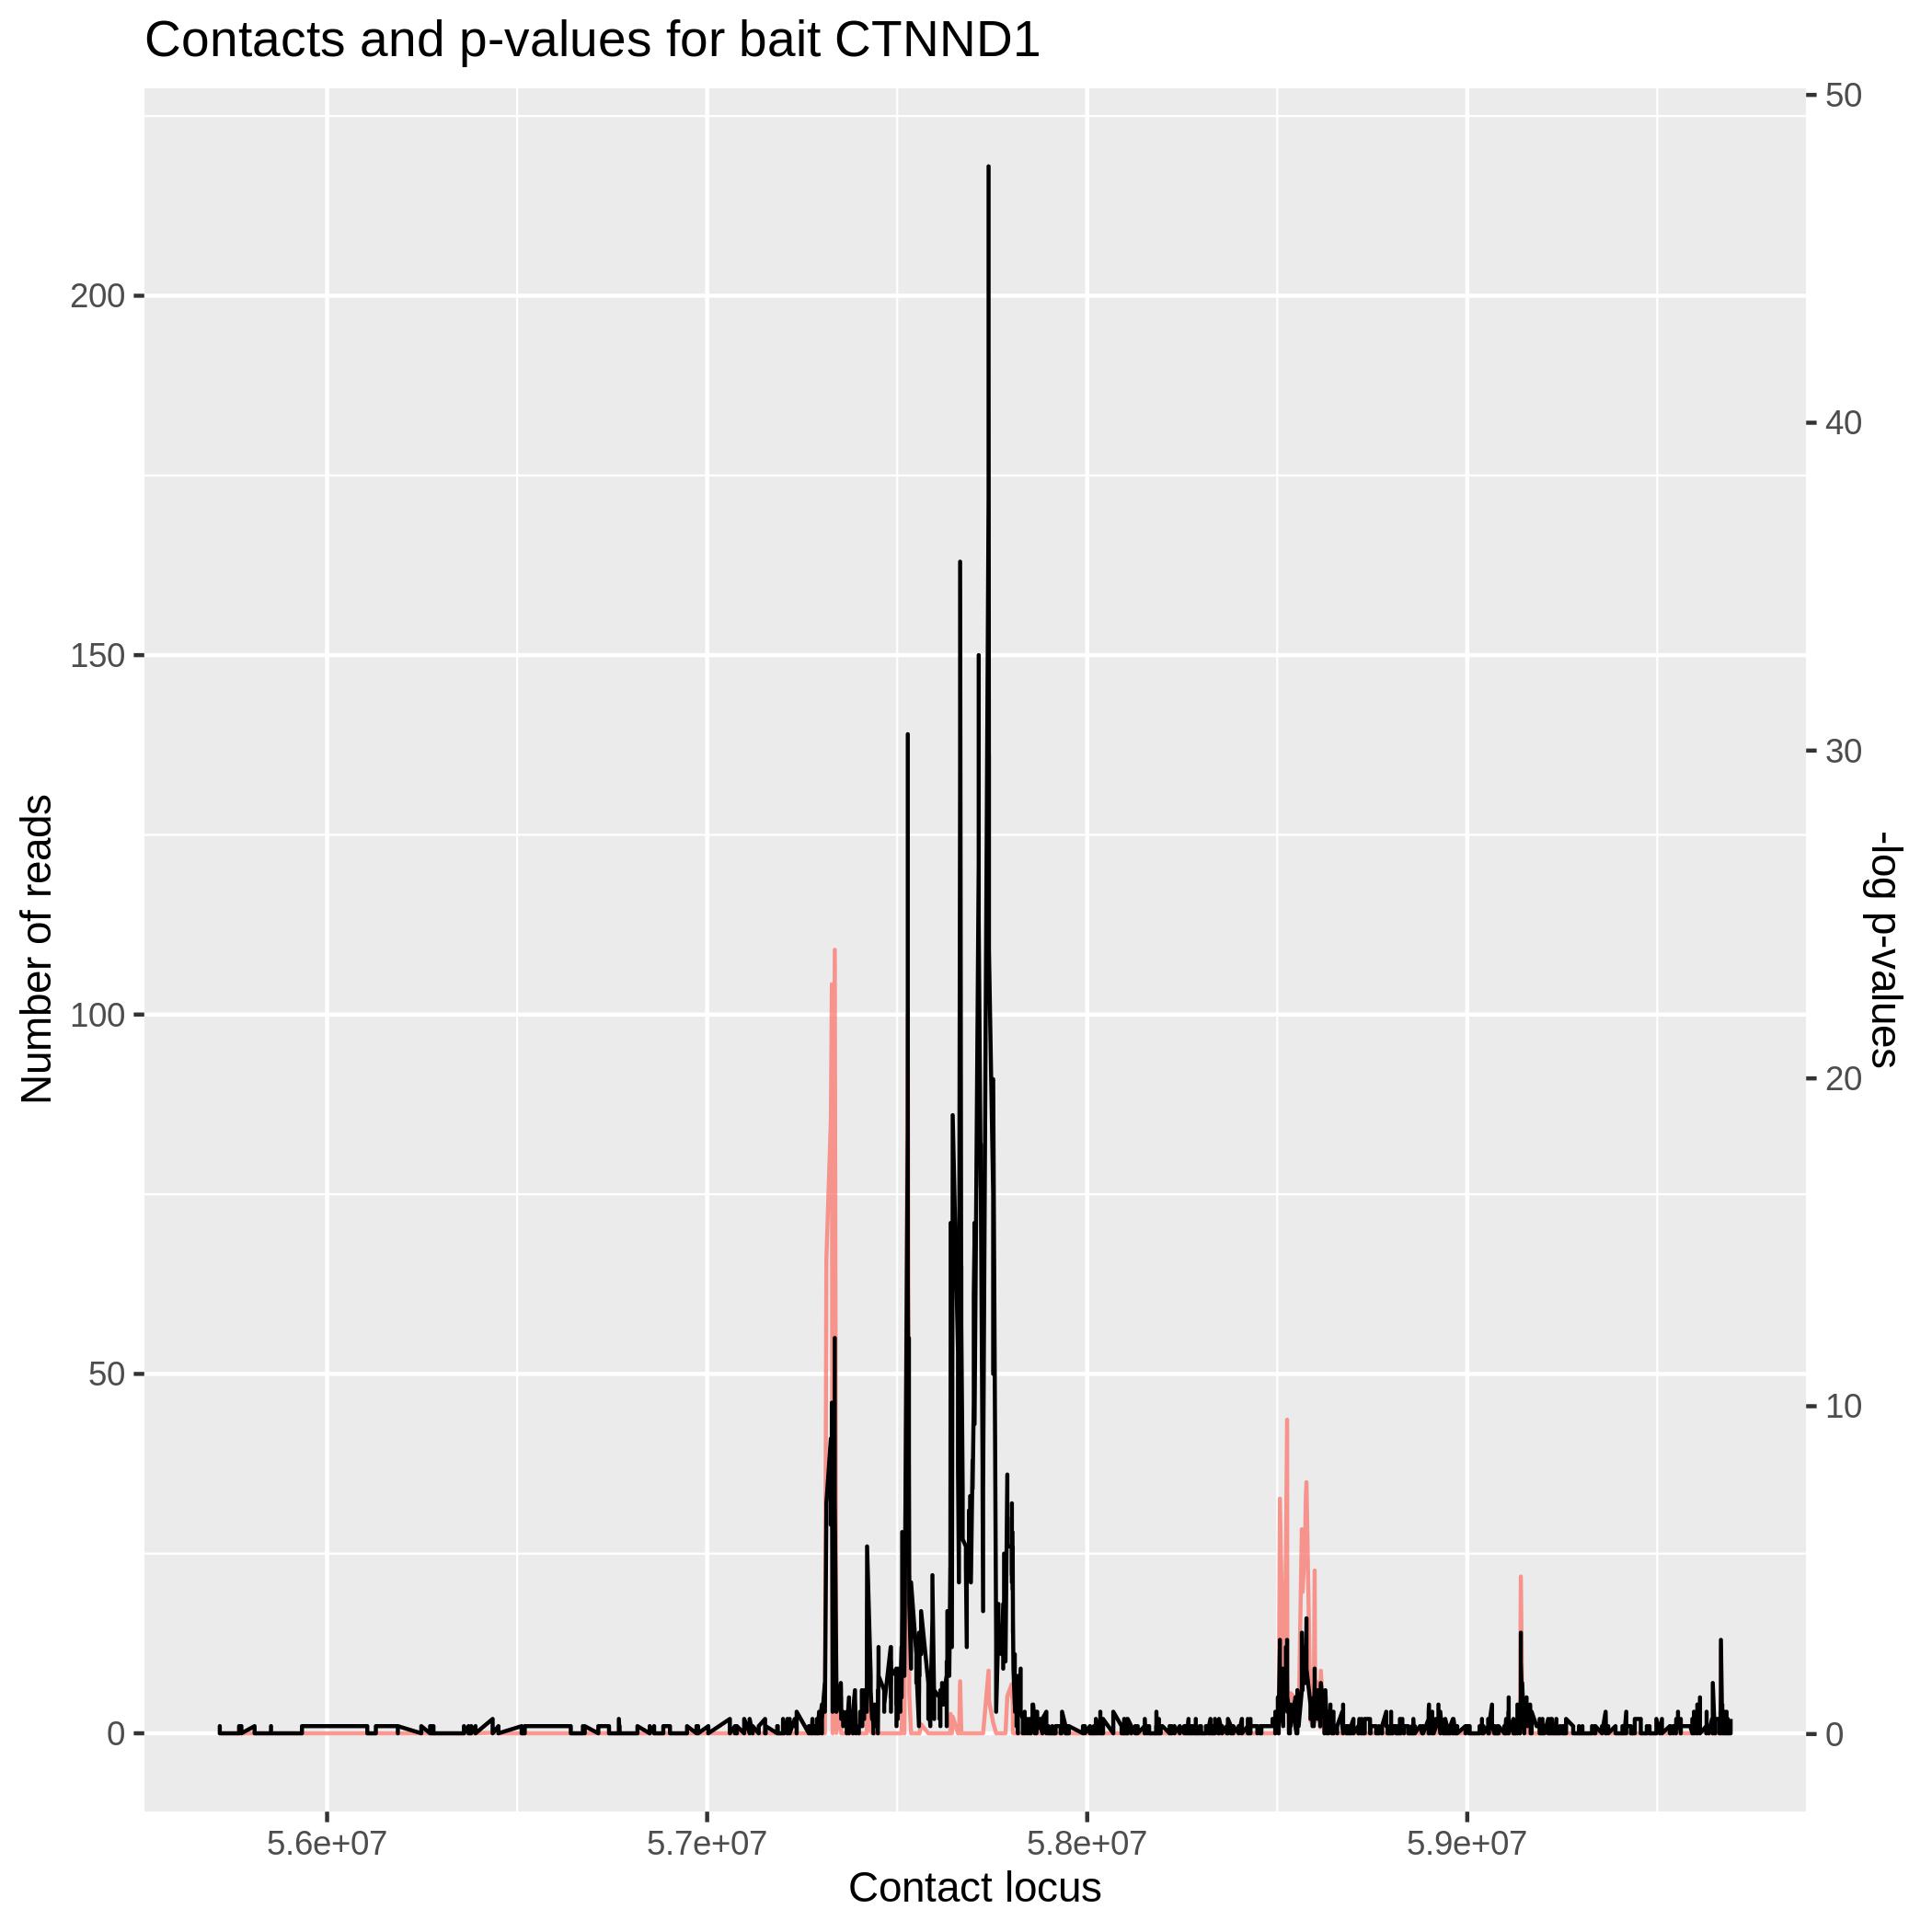 Contacts and p-values for bait CTNND1
50
200
40
150
30
100
20
50
10
0
0
Number of reads
-log p-values
5.6e+07 5.7e+07 5.8e+07 5.9e+07
Contact locus